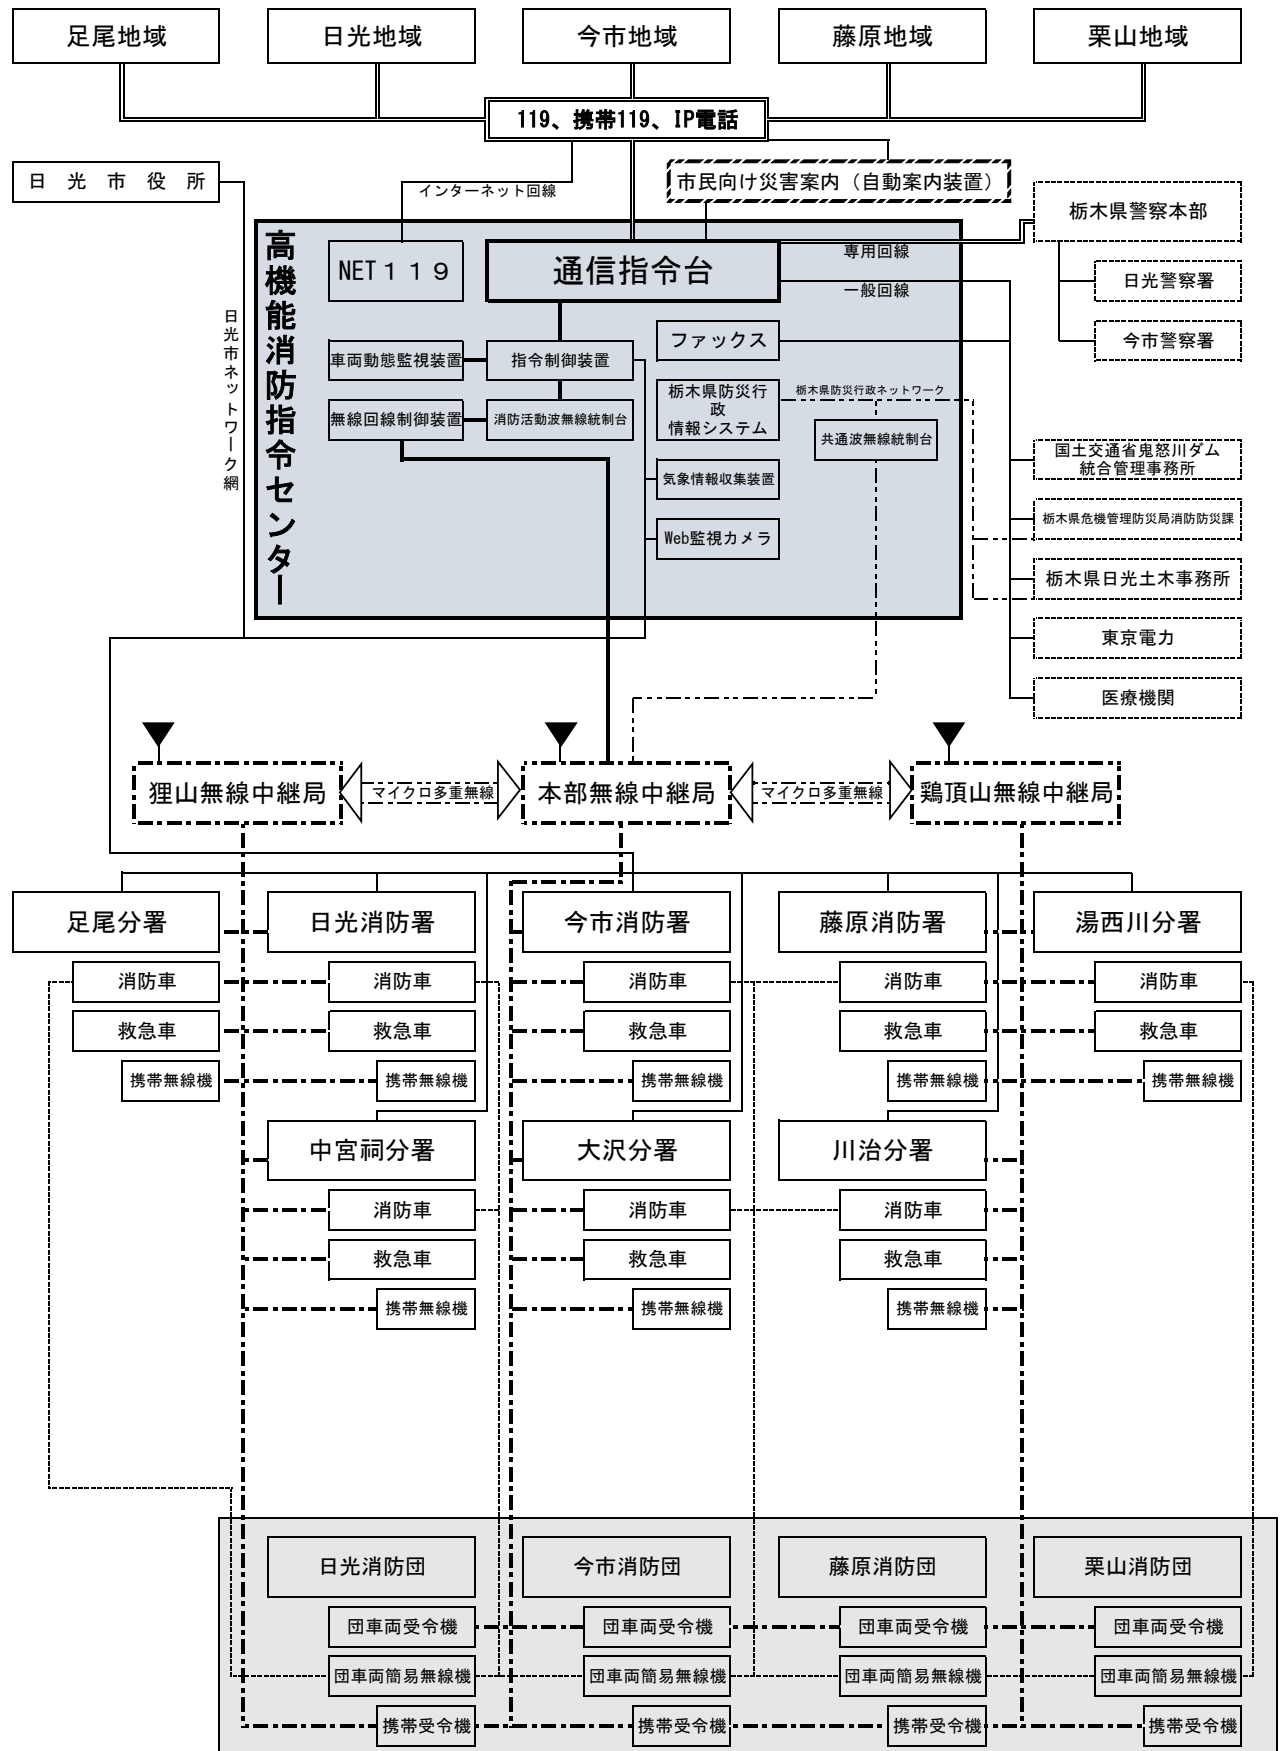 足尾地域
日光地域
今市地域
藤原地域
栗山地域
119、携帯119、IP電話
日 光 市 役 所
インターネット回線
市民向け災害案内（自動案内装置）
栃木県警察本部
日光警察署
今市警察署
日光市ネットワーク網
高機能消防指令センター
NET１１９
通信指令台
専用回線
一般回線
車両動態監視装置
指令制御装置
ファックス
無線回線制御装置
消防活動波無線統制台
栃木県防災行
政
情報システム
栃木県防災行政ネットワーク
共通波無線統制台
気象情報収集装置
Web監視カメラ
国土交通省鬼怒川ダム
統合管理事務所
栃木県危機管理防災局消防防災課
栃木県日光土木事務所
東京電力
医療機関
狸山無線中継局
マイクロ多重無線
本部無線中継局
マイクロ多重無線
鶏頂山無線中継局
足尾分署
日光消防署
今市消防署
藤原消防署
湯西川分署
消防車
消防車
消防車
消防車
消防車
救急車
救急車
救急車
救急車
救急車
携帯無線機
携帯無線機
携帯無線機
携帯無線機
携帯無線機
中宮祠分署
大沢分署
川治分署
消防車
消防車
消防車
救急車
救急車
救急車
携帯無線機
携帯無線機
携帯無線機
日光消防団
今市消防団
藤原消防団
栗山消防団
団車両受令機
団車両受令機
団車両受令機
団車両受令機
団車両簡易無線機
団車両簡易無線機
団車両簡易無線機
団車両簡易無線機
携帯受令機
携帯受令機
携帯受令機
携帯受令機